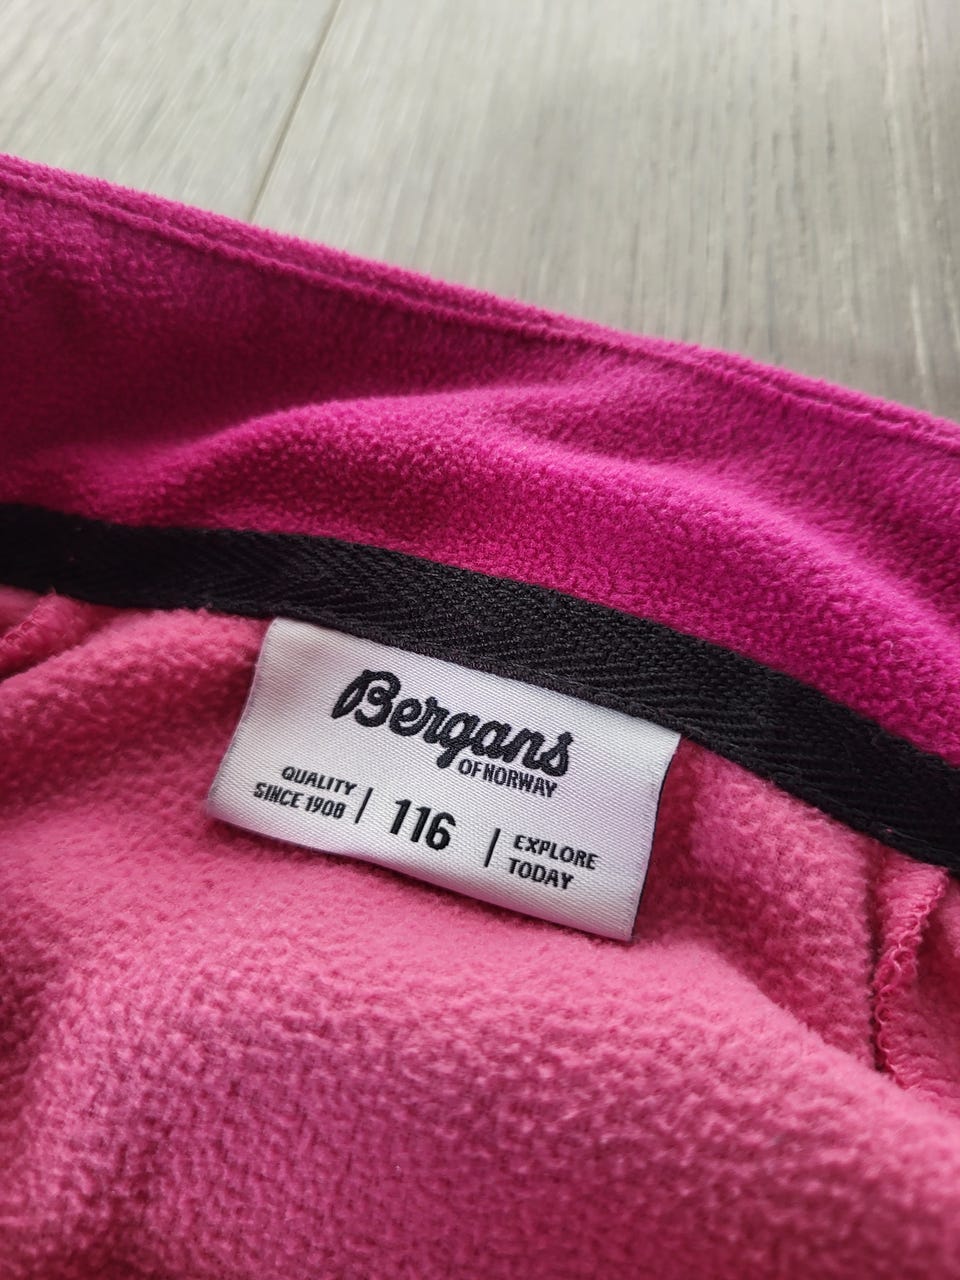 Bergans
OF NORWAY
QUALITY
SINCE 1908
116
EXPLORE
TODAY